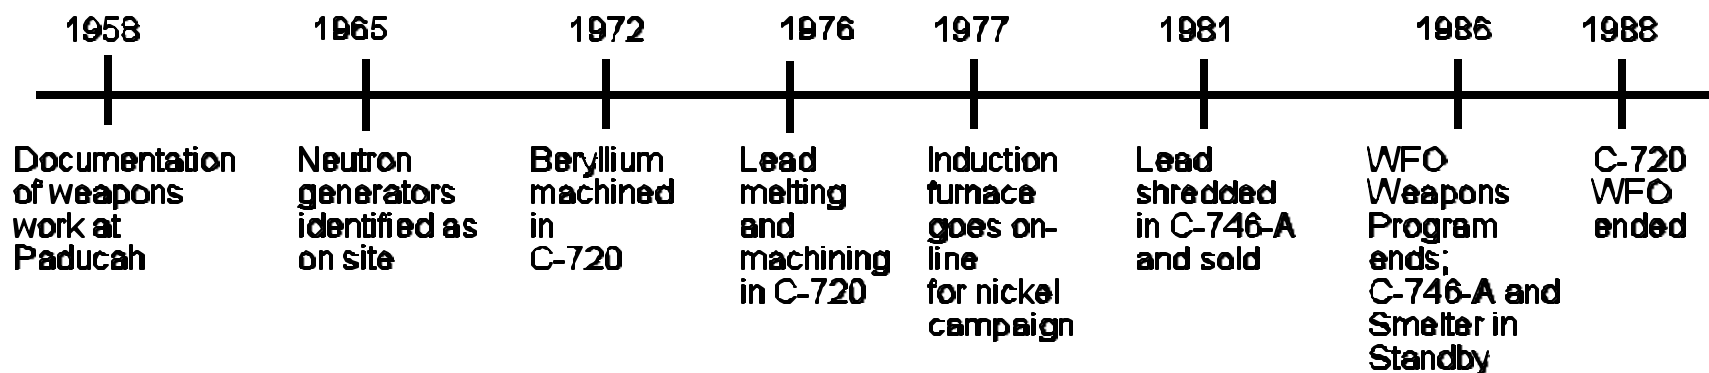 1958
1965
1972
1976
1977
1981
1986
1988
Documentation
of weapons
work at
Paducah
Neutron
generators
identified as
on site
Beryllium
machined
in
C-720
Lead
melting
and
machining
in C-720
Induction
furnace
goes on-
line
for nickel
campaign
Lead
shredded
in C-746-A
and sold
WFO
Weapons
Program
ends;
C-746-A and
Smelter in
Standby
C-720
WFO
ended